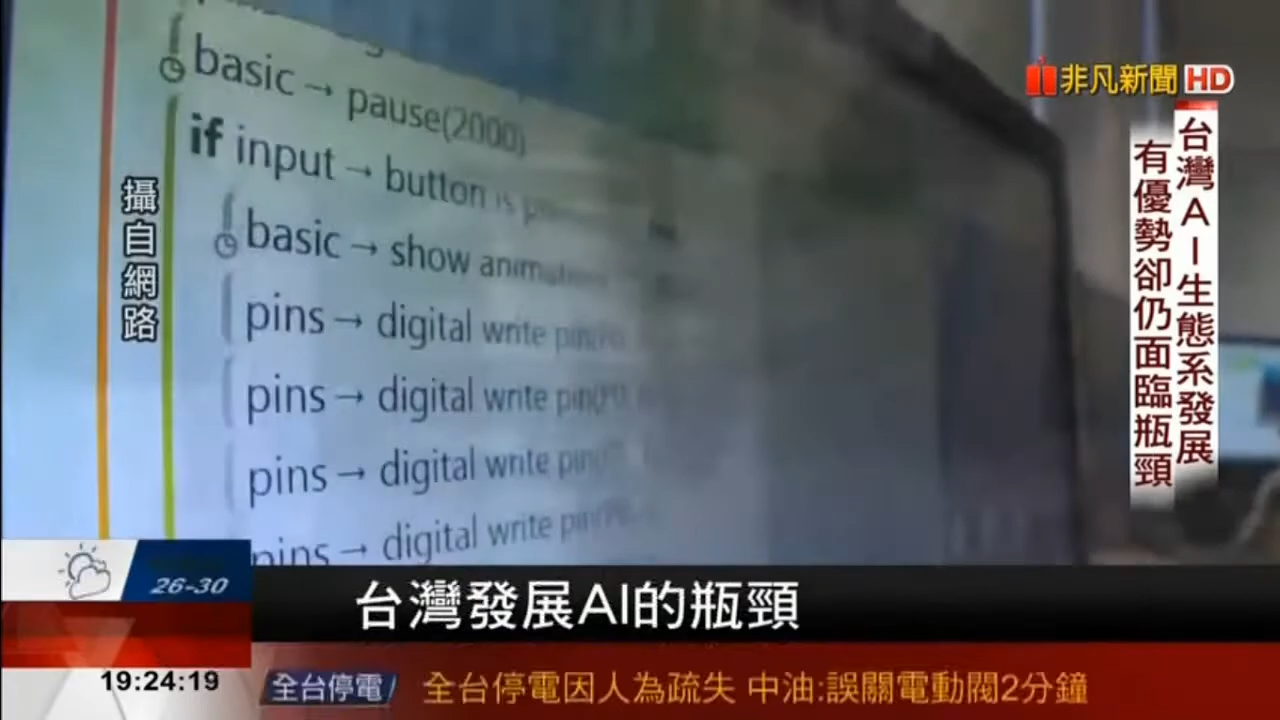 basic → pause(2000)
if input → button is
basic → show
pins → digital write
pins → digital write
pins → digital write
pins → digital write
攝自網路
非凡新聞HD
台灣AI生態系發展
有優勢卻仍面臨瓶頸
26-30
台灣發展AI的瓶頸
19:24:19
全台停電
全台停電因人為疏失 中油:誤關電動閥2分鐘